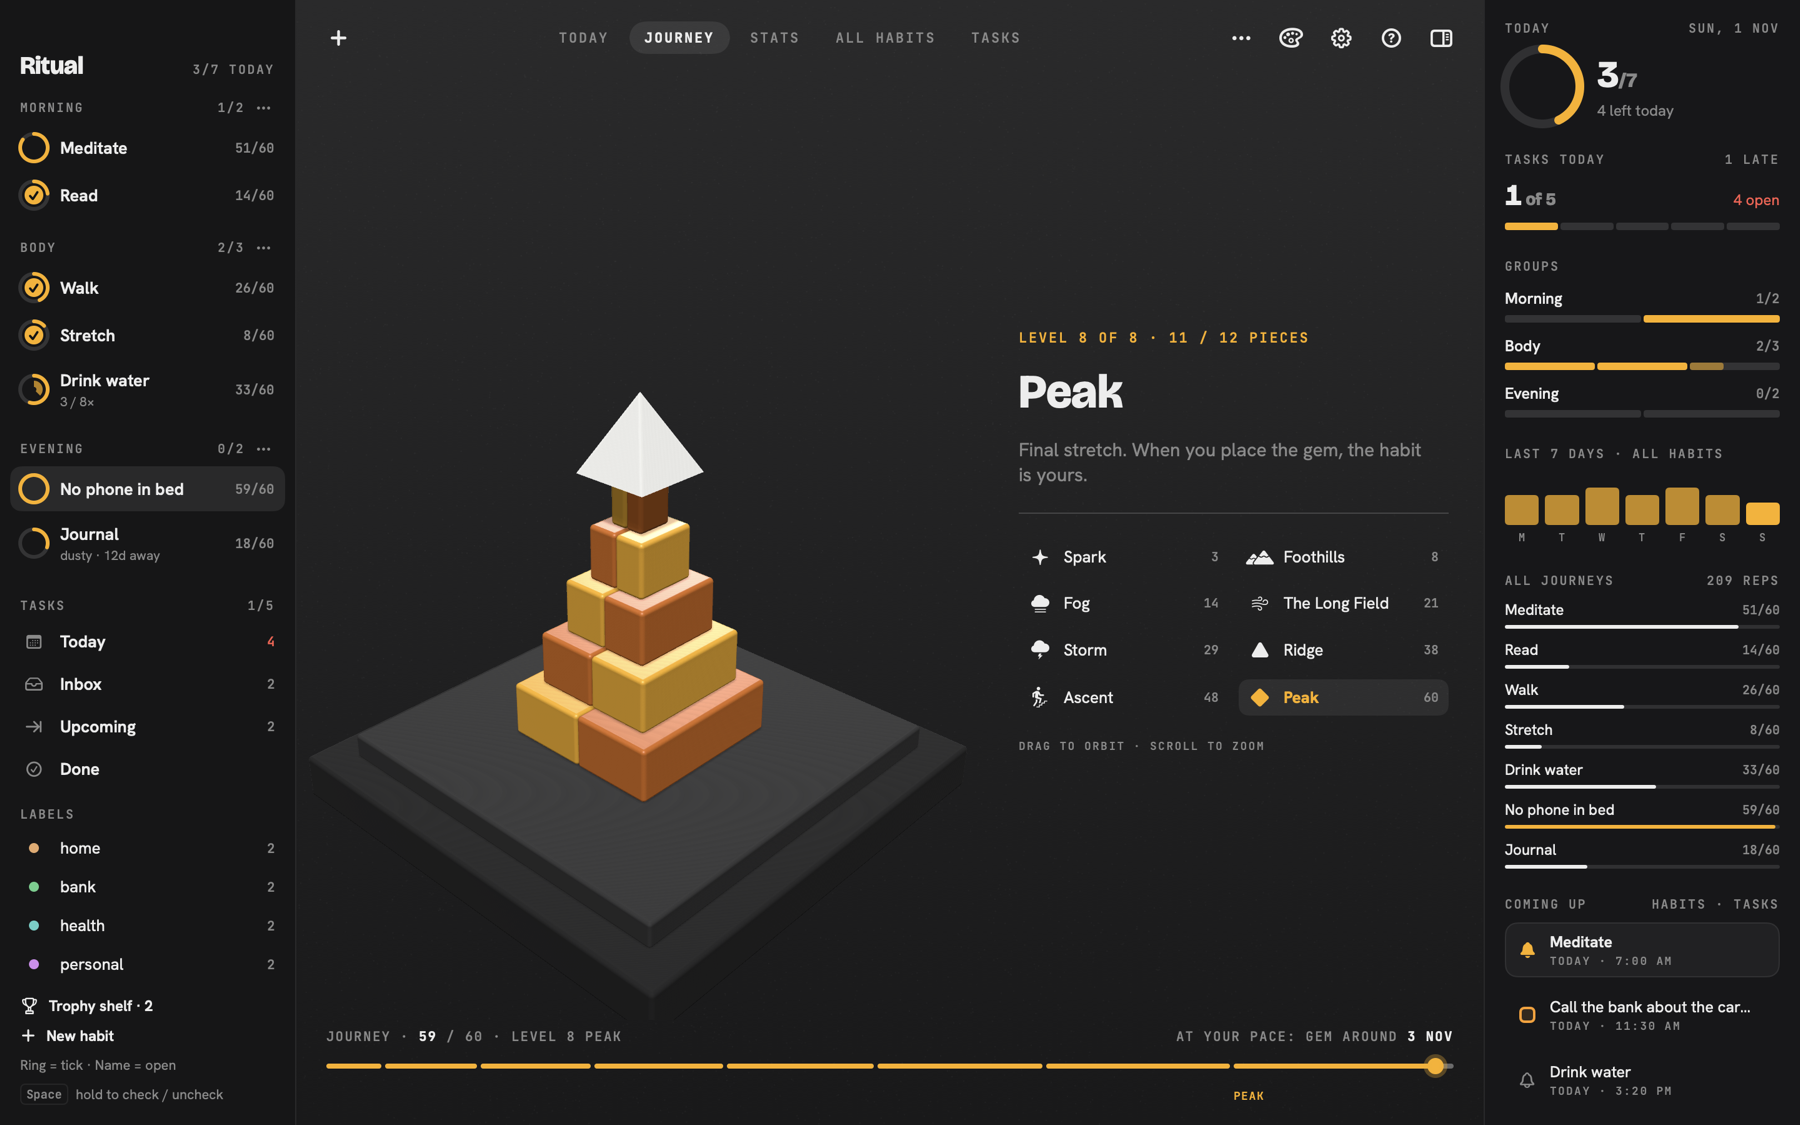 Ritual
3/7 TODAY
MORNING 1/2 ···
Meditate 51/60
Read 14/60
BODY 2/3 ···
Walk 26/60
Stretch 8/60
Drink water 33/60
3 / 8×
EVENING 0/2 ···
No phone in bed 59/60
Journal 18/60
dusty · 12d away
TASKS 1/5
Today 4
Inbox 2
Upcoming 2
Done
LABELS
home 2
bank 2
health 2
personal 2
Trophy shelf · 2
New habit
Ring = tick · Name = open
Space hold to check / uncheck
TODAY JOURNEY STATS ALL HABITS TASKS
LEVEL 8 OF 8 · 11 / 12 PIECES
Peak
Final stretch. When you place the gem, the habit
is yours.
Spark 3 Foothills 8
Fog 14 The Long Field 21
Storm 29 Ridge 38
Ascent 48 Peak 60
DRAG TO ORBIT · SCROLL TO ZOOM
JOURNEY · 59 / 60 · LEVEL 8 PEAK
AT YOUR PACE: GEM AROUND 3 NOV
PEAK
TODAY SUN, 1 NOV
3/7
4 left today
TASKS TODAY 1 LATE
1 of 5 4 open
GROUPS
Morning 1/2
Body 2/3
Evening 0/2
LAST 7 DAYS · ALL HABITS
M T W T F S S
ALL JOURNEYS 209 REPS
Meditate 51/60
Read 14/60
Walk 26/60
Stretch 8/60
Drink water 33/60
No phone in bed 59/60
Journal 18/60
COMING UP HABITS · TASKS
Meditate
TODAY · 7:00 AM
Call the bank about the car…
TODAY · 11:30 AM
Drink water
TODAY · 3:20 PM